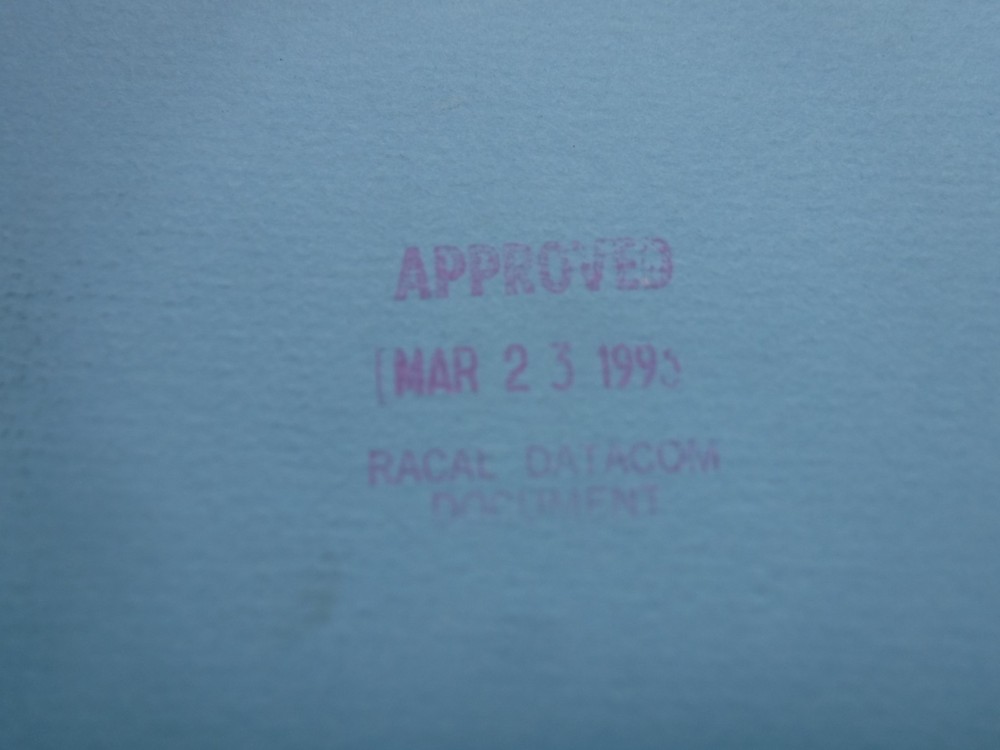 APPROVED
MAR 2 3
RACAL DATACOM
DOCUMENT